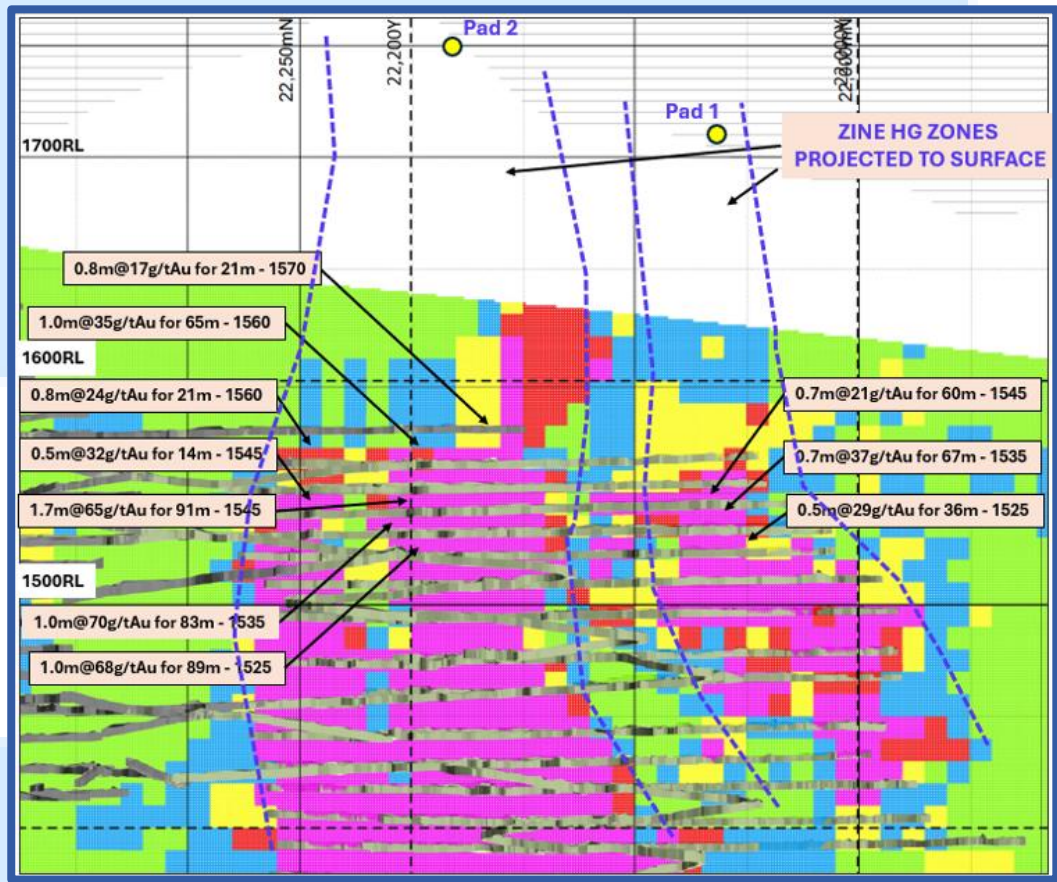 Pad 2
22,250mN
22,200Y
Pad 1
ZINE HG ZONES
PROJECTED TO SURFACE
1700RL
0.8m@17g/tAu for 21m - 1570
1.0m@35g/tAu for 65m - 1560
1600RL
0.8m@24g/tAu for 21m - 1560
0.7m@21g/tAu for 60m - 1545
0.5m@32g/tAu for 14m - 1545
0.7m@37g/tAu for 67m - 1535
1.7m@65g/tAu for 91m - 1545
0.5m@29g/tAu for 36m - 1525
1500RL
1.0m@70g/tAu for 83m - 1535
1.0m@68g/tAu for 89m - 1525